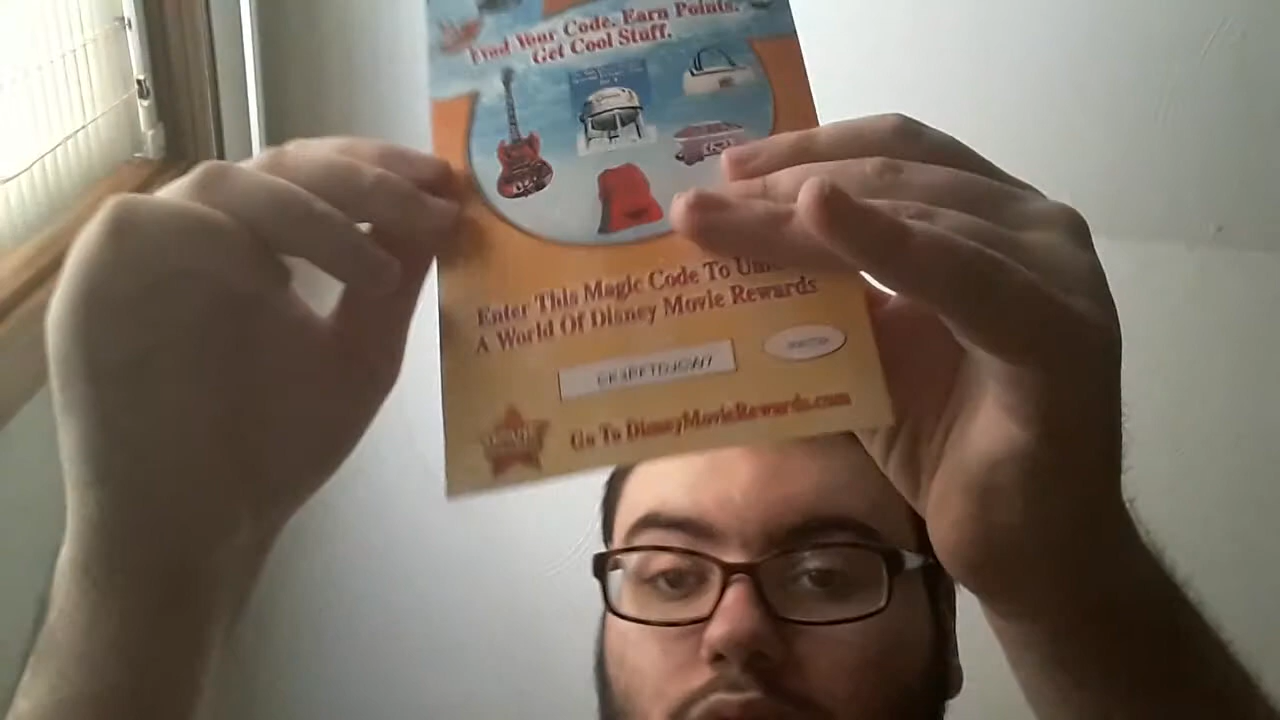 Find Your Code. Earn Points.
Get Cool Stuff.
Enter This Magic Code To
A World Of Disney Movie Rewards
Go To DisneyMovieRewards.com